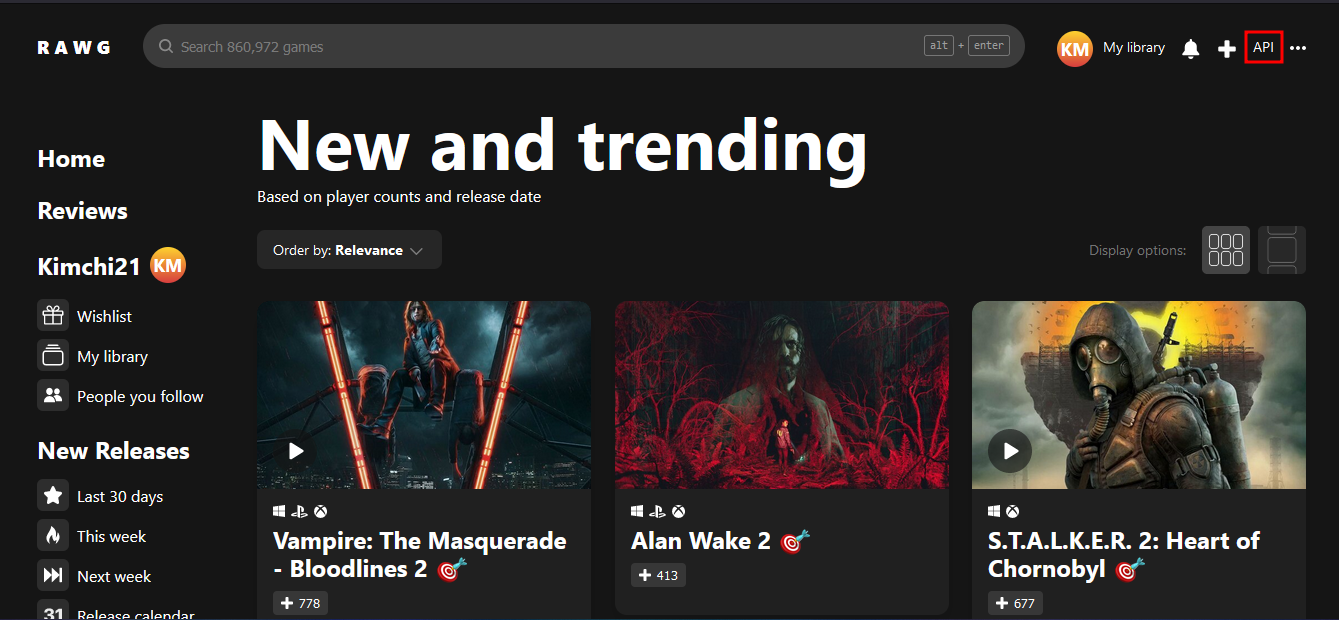 RAWG
Search 860,972 games
alt + enter
KM
My library
API
New and trending
Based on player counts and release date
Order by: Relevance
Display options:
Home
Reviews
Kimchi21 KM
Wishlist
My library
People you follow
New Releases
Last 30 days
This week
Next week
31 Release calendar
Vampire: The Masquerade
- Bloodlines 2
778
Alan Wake 2
413
S.T.A.L.K.E.R. 2: Heart of
Chornobyl
677